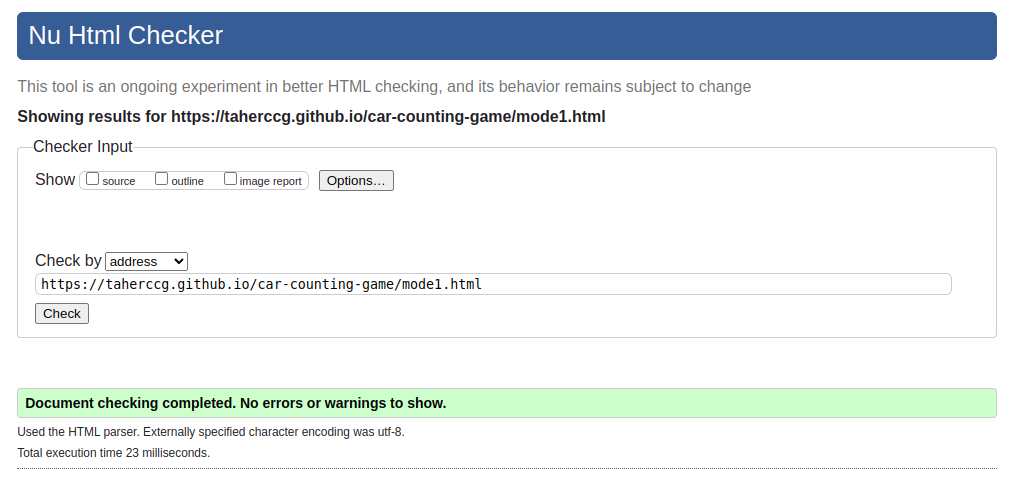 Nu Html Checker
This tool is an ongoing experiment in better HTML checking, and its behavior remains subject to change
Showing results for https://taherccg.github.io/car-counting-game/mode1.html
Checker Input
Show source outline image report Options...
Check by address
https://taherccg.github.io/car-counting-game/mode1.html
Check
Document checking completed. No errors or warnings to show.
Used the HTML parser. Externally specified character encoding was utf-8.
Total execution time 23 milliseconds.